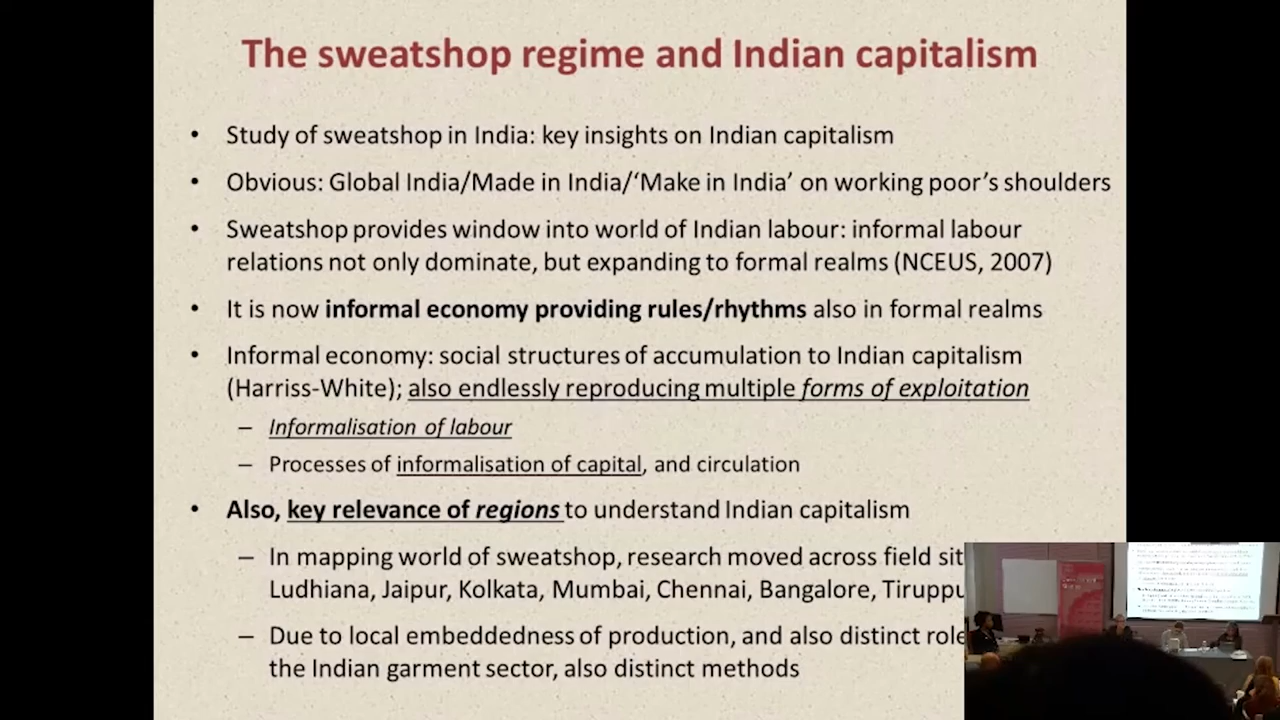 The sweatshop regime and Indian capitalism
• Study of sweatshop in India: key insights on Indian capitalism
• Obvious: Global India/Made in India/‘Make in India’ on working poor’s shoulders
• Sweatshop provides window into world of Indian labour: informal labour
relations not only dominate, but expanding to formal realms (NCEUS, 2007)
• It is now informal economy providing rules/rhythms also in formal realms
• Informal economy: social structures of accumulation to Indian capitalism
(Harriss-White); also endlessly reproducing multiple forms of exploitation
– Informalisation of labour
– Processes of informalisation of capital, and circulation
• Also, key relevance of regions to understand Indian capitalism
– In mapping world of sweatshop, research moved across field sit
Ludhiana, Jaipur, Kolkata, Mumbai, Chennai, Bangalore, Tiruppu
– Due to local embeddedness of production, and also distinct role
the Indian garment sector, also distinct methods